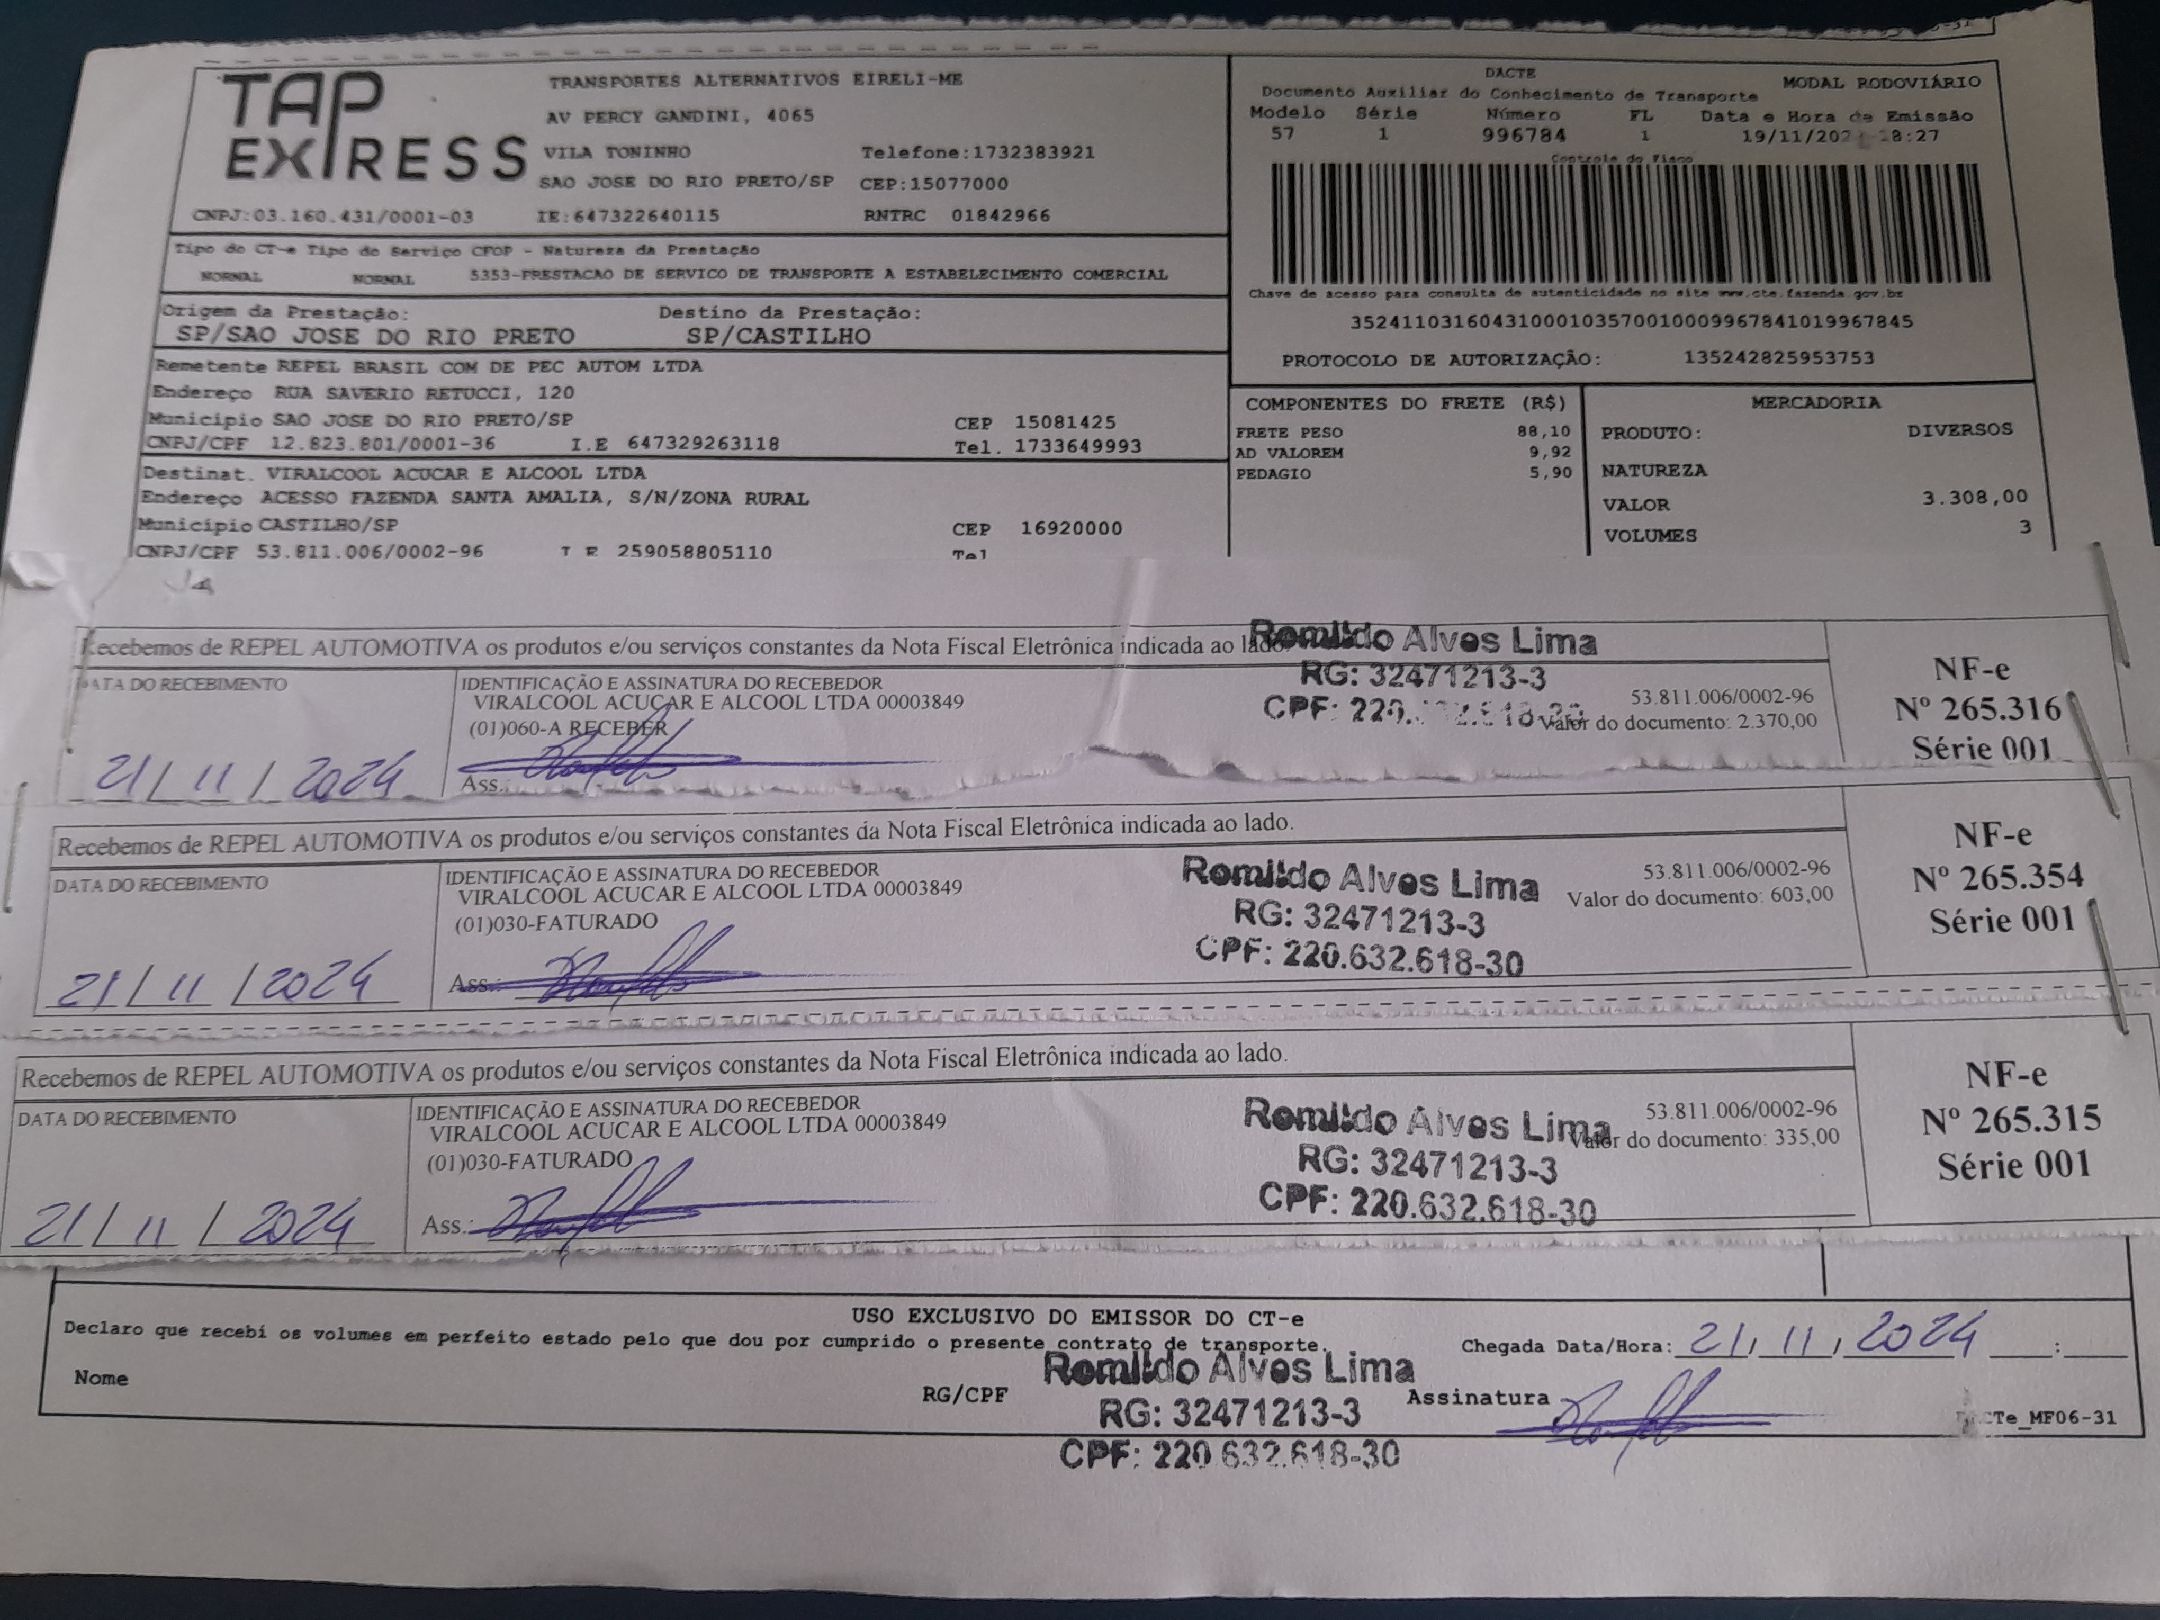 TAP EXPRESS
TRANSPORTES ALTERNATIVOS EIRELI-ME
AV PERCY GANDINI, 4065
VILA TONINHO Telefone:1732383921
SAO JOSE DO RIO PRETO/SP CEP:15077000
CNPJ:03.160.431/0001-03 IE:647322640115 RNTRC 01842966
DACTE MODAL RODOVIÁRIO
Documento Auxiliar do Conhecimento de Transporte
Modelo Série Número FL Data e Hora de Emissão
57 1 996784 1 19/11/202 18:27
Controle do Fisco
Chave de acesso para consulta de autenticidade no site www.cte.fazenda.gov.br
35241103160431000103570010009967841019967845
PROTOCOLO DE AUTORIZAÇÃO: 135242825953753
Tipo do CT-e Tipo do Serviço CFOP - Natureza da Prestação
NORNAL NORNAL 5353-PRESTACAO DE SERVICO DE TRANSPORTE A ESTABELECIMENTO COMERCIAL
Origem da Prestação: Destino da Prestação:
SP/SAO JOSE DO RIO PRETO SP/CASTILHO
Remetente REPEL BRASIL COM DE PEC AUTOM LTDA
Endereço RUA SAVERIO RETUCCI, 120
Município SAO JOSE DO RIO PRETO/SP CEP 15081425
CNPJ/CPF 12.823.801/0001-36 I.E 647329263118 Tel. 1733649993
Destinat. VIRALCOOL ACUCAR E ALCOOL LTDA
Endereço ACESSO FAZENDA SANTA AMALIA, S/N/ZONA RURAL
Município CASTILHO/SP CEP 16920000
CNPJ/CPF 53.811.006/0002-96 I E 259058805110 Tel
COMPONENTES DO FRETE (R$)
FRETE PESO 88,10
AD VALOREM 9,92
PEDAGIO 5,90
MERCADORIA
PRODUTO: DIVERSOS
NATUREZA
VALOR 3.308,00
VOLUMES 3
Recebemos de REPEL AUTOMOTIVA os produtos e/ou serviços constantes da Nota Fiscal Eletrônica indicada ao lado.
DATA DO RECEBIMENTO
21/11/2024
IDENTIFICAÇÃO E ASSINATURA DO RECEBEDOR
VIRALCOOL ACUCAR E ALCOOL LTDA 00003849
(01)060-A RECEBER
Ass.:
Romildo Alves Lima
RG: 32471213-3
CPF: 220. 618-30
53.811.006/0002-96
Valor do documento: 2.370,00
NF-e
Nº 265.316
Série 001
Recebemos de REPEL AUTOMOTIVA os produtos e/ou serviços constantes da Nota Fiscal Eletrônica indicada ao lado.
DATA DO RECEBIMENTO
21/11/2024
IDENTIFICAÇÃO E ASSINATURA DO RECEBEDOR
VIRALCOOL ACUCAR E ALCOOL LTDA 00003849
(01)030-FATURADO
Ass.:
Romildo Alves Lima
RG: 32471213-3
CPF: 220.632.618-30
53.811.006/0002-96
Valor do documento: 603,00
NF-e
Nº 265.354
Série 001
Recebemos de REPEL AUTOMOTIVA os produtos e/ou serviços constantes da Nota Fiscal Eletrônica indicada ao lado.
DATA DO RECEBIMENTO
21/11/2024
IDENTIFICAÇÃO E ASSINATURA DO RECEBEDOR
VIRALCOOL ACUCAR E ALCOOL LTDA 00003849
(01)030-FATURADO
Ass.:
Romildo Alves Lima
RG: 32471213-3
CPF: 220.632.618-30
53.811.006/0002-96
Valor do documento: 335,00
NF-e
Nº 265.315
Série 001
USO EXCLUSIVO DO EMISSOR DO CT-e
Declaro que recebi os volumes em perfeito estado pelo que dou por cumprido o presente contrato de transporte.
Chegada Data/Hora: 21/11/2024 :
Nome RG/CPF Assinatura
Romildo Alves Lima
RG: 32471213-3
CPF: 220 632.618-30
CTe_MF06-31